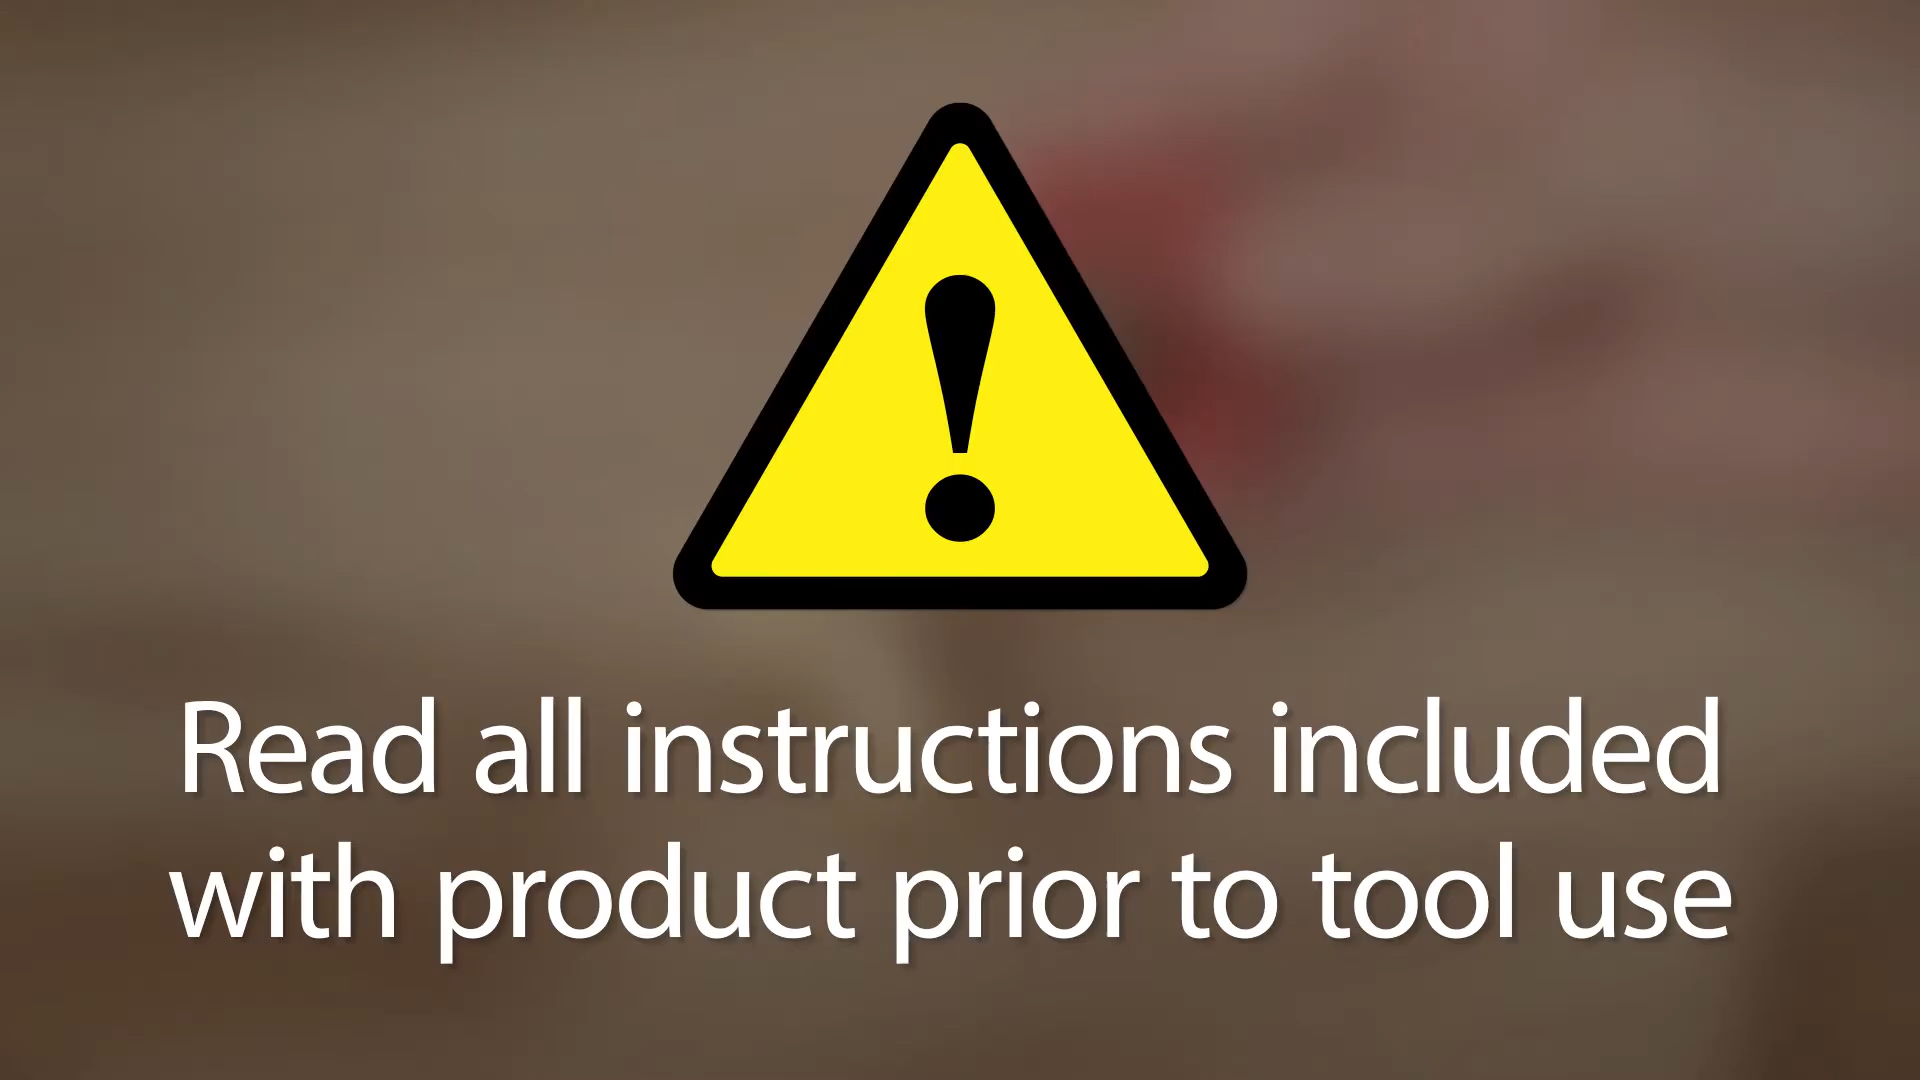 Read all instructions included
with product prior to tool use